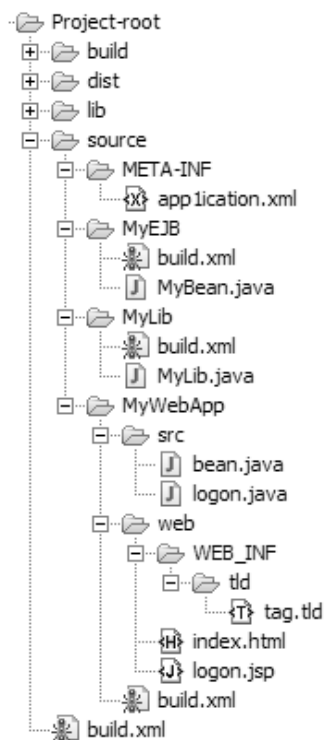 Project-root
build
dist
lib
source
META-INF
app1ication.xml
MyEJB
build.xml
MyBean.java
MyLib
build.xml
MyLib.java
MyWebApp
src
bean.java
logon.java
web
WEB_INF
tld
tag.tld
index.html
logon.jsp
build.xml
build.xml